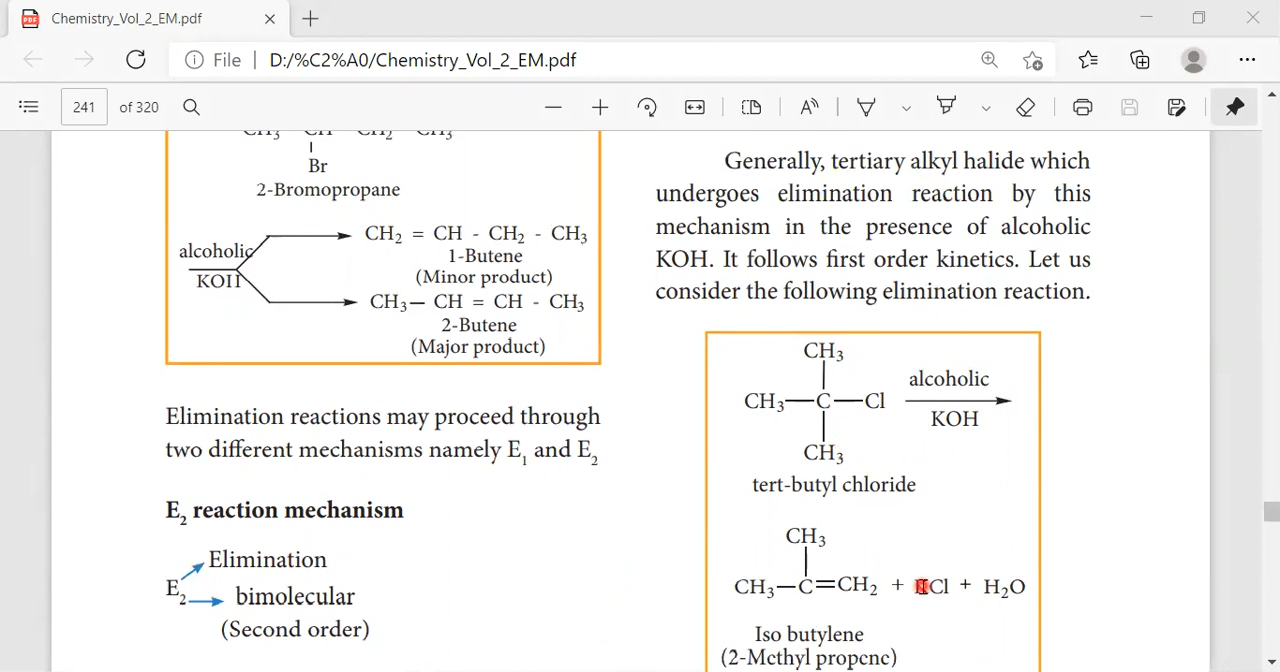 Chemistry_Vol_2_EM.pdf
File | D:/%C2%A0/Chemistry_Vol_2_EM.pdf
241 of 320
CH3 CH CH2 CH3
Br
2-Bromopropane
alcoholic
KOH
CH2 = CH - CH2 - CH3
1-Butene
(Minor product)
CH3— CH = CH - CH3
2-Butene
(Major product)
Elimination reactions may proceed through
two different mechanisms namely E1 and E2
E2 reaction mechanism
Elimination
E2
bimolecular
(Second order)
Generally, tertiary alkyl halide which
undergoes elimination reaction by this
mechanism in the presence of alcoholic
KOH. It follows first order kinetics. Let us
consider the following elimination reaction.
CH3
CH3—C—Cl
alcoholic
KOH
CH3
tert-butyl chloride
CH3
CH3—C=CH2 + Cl + H2O
Iso butylene
(2-Methyl propene)